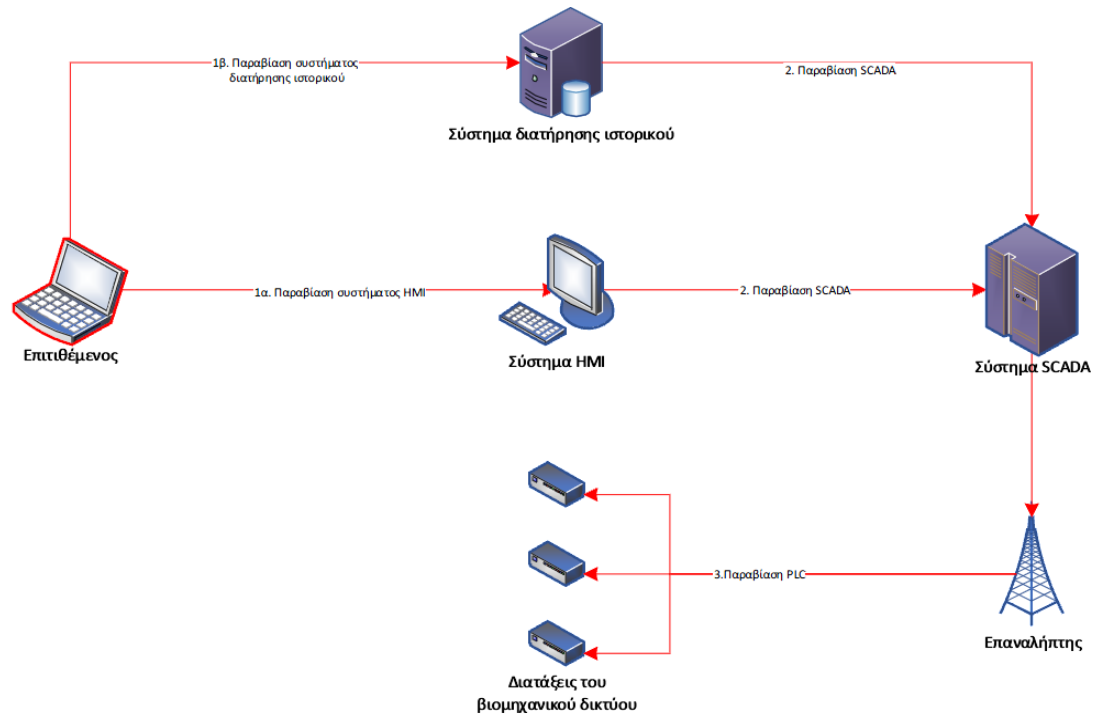 1β. Παραβίαση συστήματος
διατήρησης ιστορικού
2. Παραβίαση SCADA
Σύστημα διατήρησης ιστορικού
1α. Παραβίαση συστήματος HMI
2. Παραβίαση SCADA
Επιτιθέμενος
Σύστημα HMI
Σύστημα SCADA
3.Παραβίαση PLC
Επαναλήπτης
Διατάξεις του
βιομηχανικού δικτύου